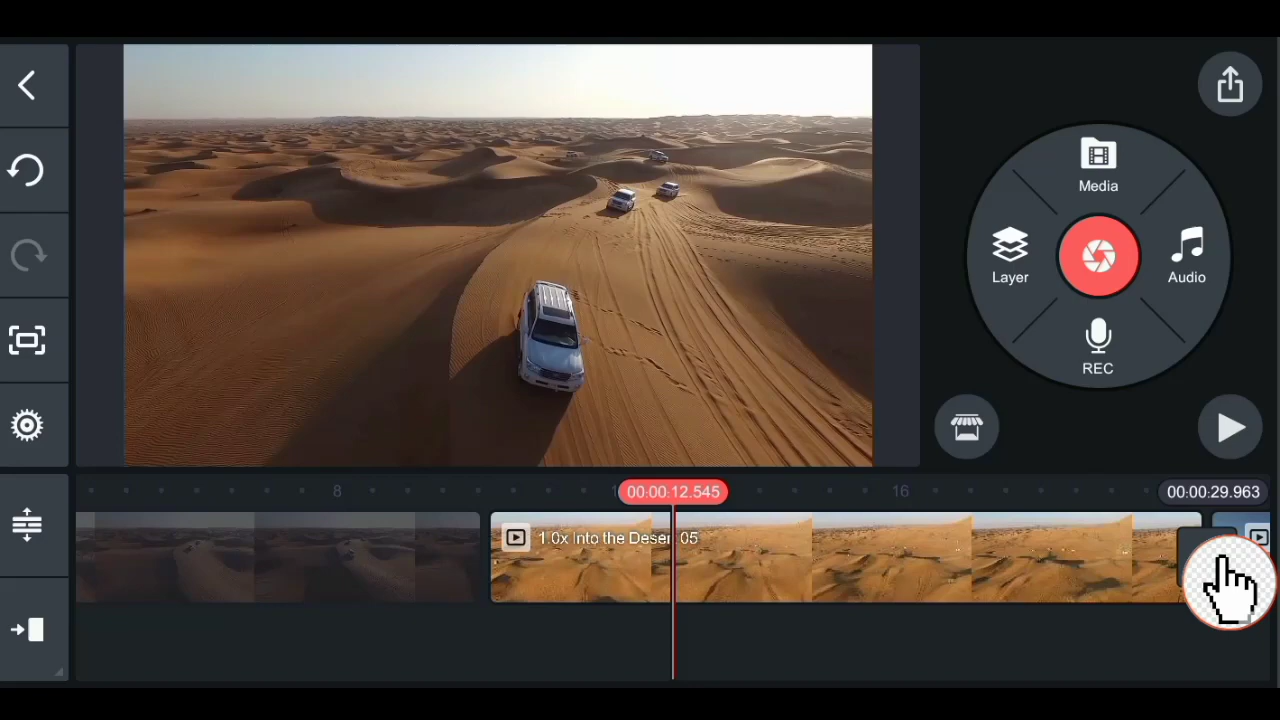 Media
Layer
Audio
REC
8
00:00:12.545
16
00:00:29.963
1.0x Into the Deser 05